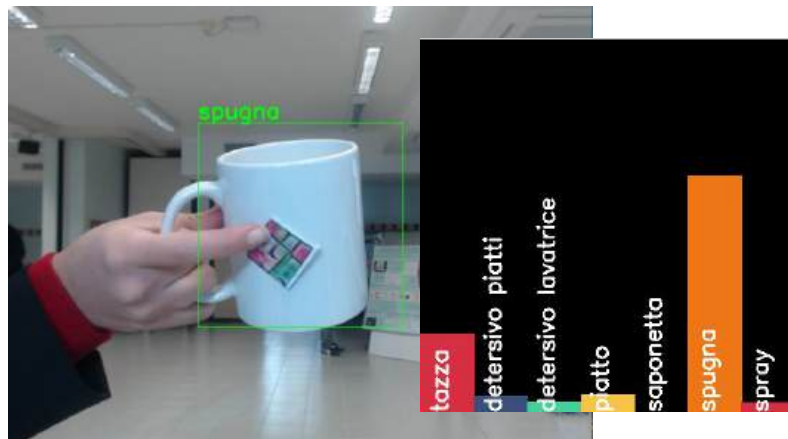 spugna
tazza
detersivo piatti
detersivo lavatrice
piatto
saponetta
spugna
spray